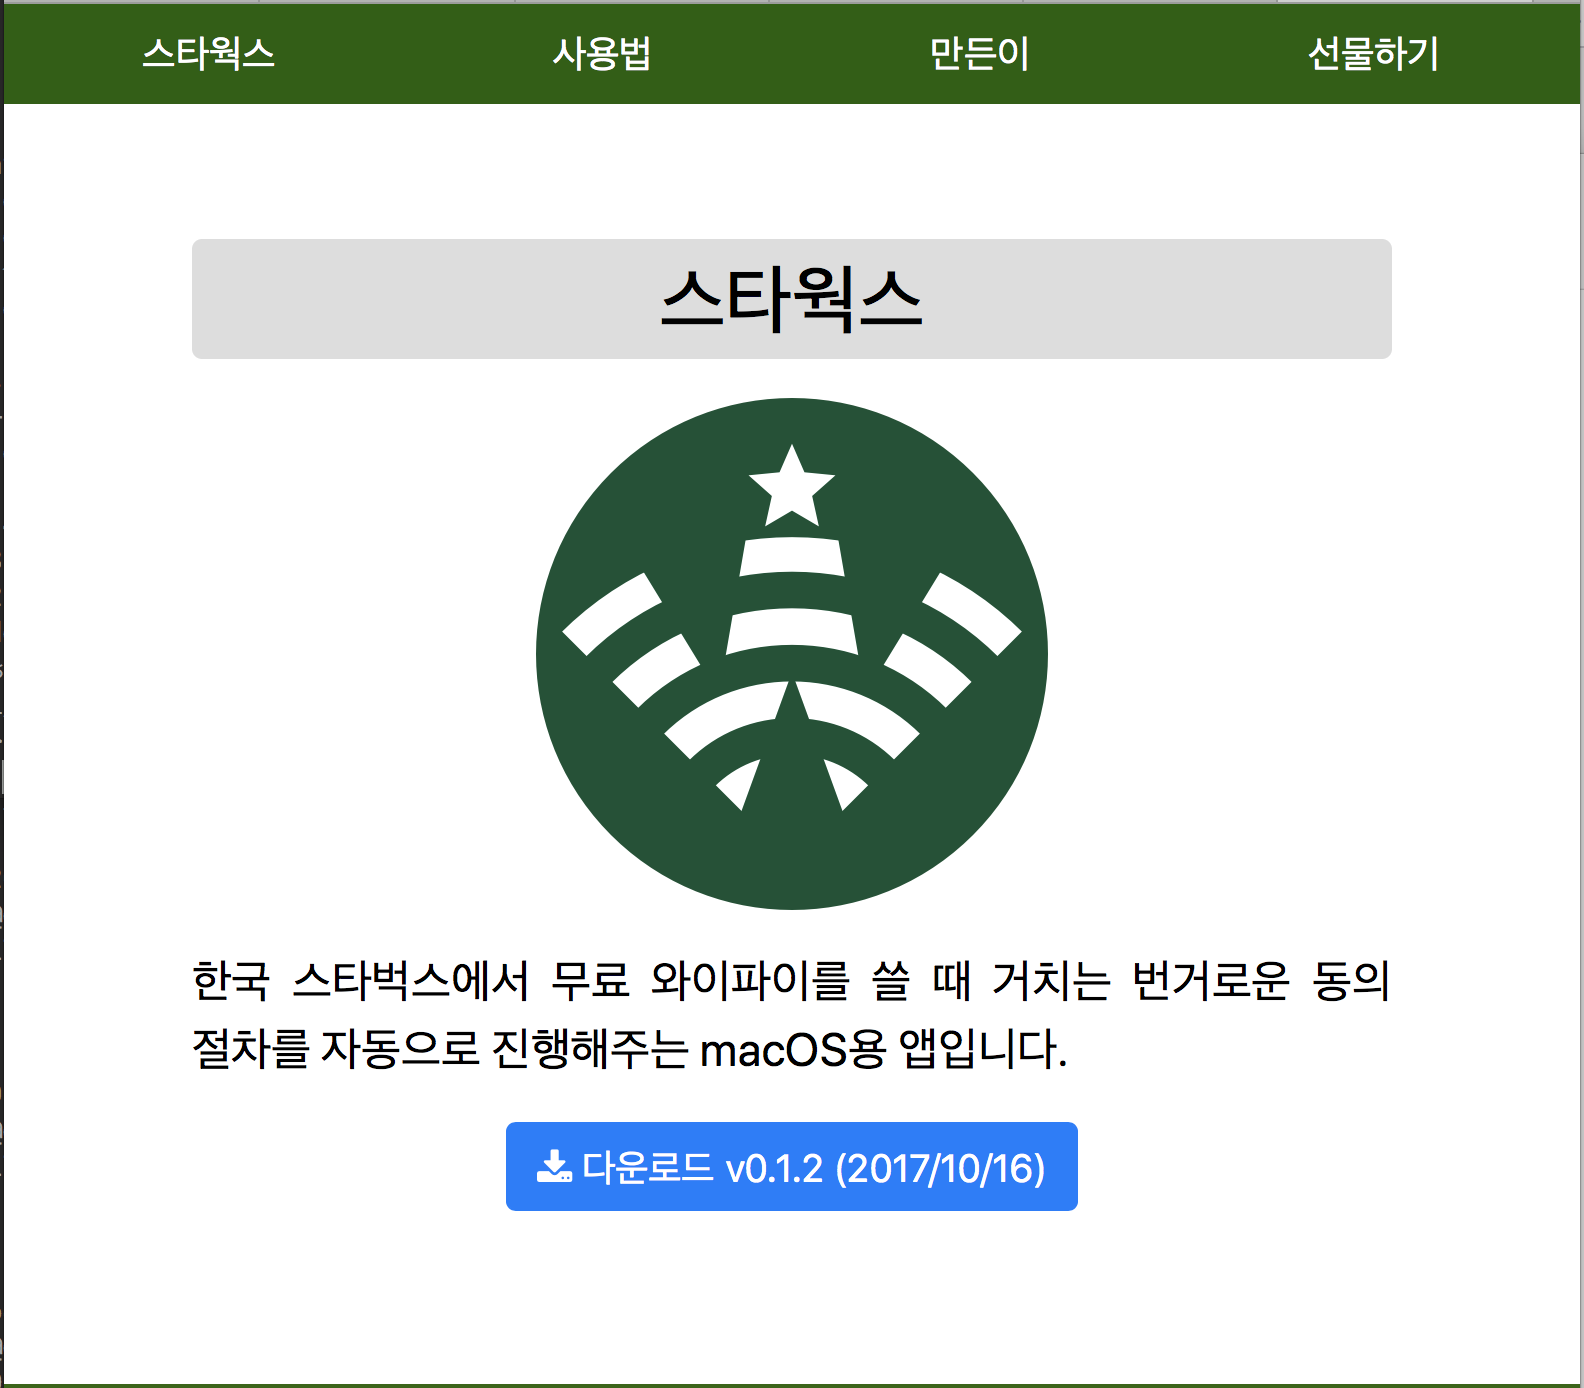 스타웍스
사용법
만든이
선물하기
스타웍스
한국 스타벅스에서 무료 와이파이를 쓸 때 거치는 번거로운 동의
절차를 자동으로 진행해주는 macOS용 앱입니다.
다운로드 v0.1.2 (2017/10/16)